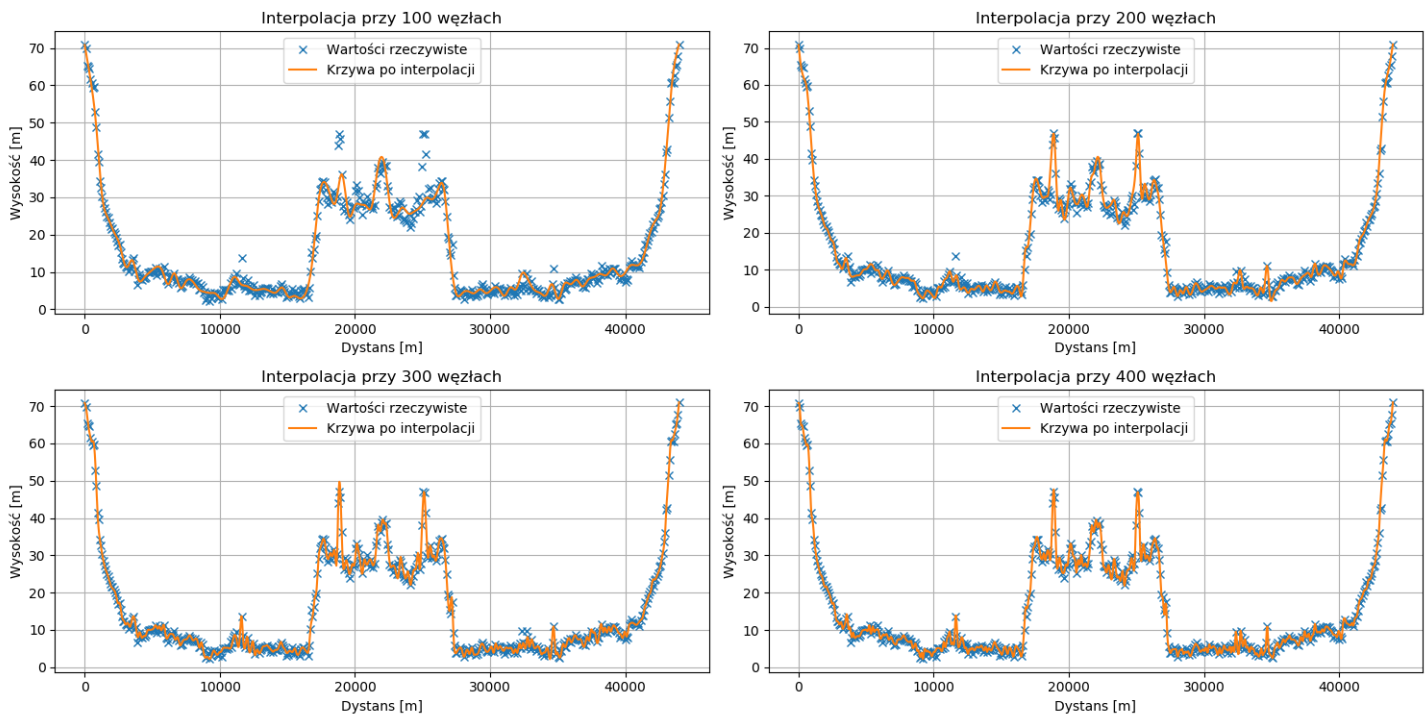 Interpolacja przy 100 węzłach
Wartości rzeczywiste
Krzywa po interpolacji
Wysokość [m]
70
60
50
40
30
20
10
0
0 10000 20000 30000 40000
Dystans [m]
Interpolacja przy 200 węzłach
Wartości rzeczywiste
Krzywa po interpolacji
Wysokość [m]
70
60
50
40
30
20
10
0
0 10000 20000 30000 40000
Dystans [m]
Interpolacja przy 300 węzłach
Wartości rzeczywiste
Krzywa po interpolacji
Wysokość [m]
70
60
50
40
30
20
10
0
0 10000 20000 30000 40000
Dystans [m]
Interpolacja przy 400 węzłach
Wartości rzeczywiste
Krzywa po interpolacji
Wysokość [m]
70
60
50
40
30
20
10
0
0 10000 20000 30000 40000
Dystans [m]